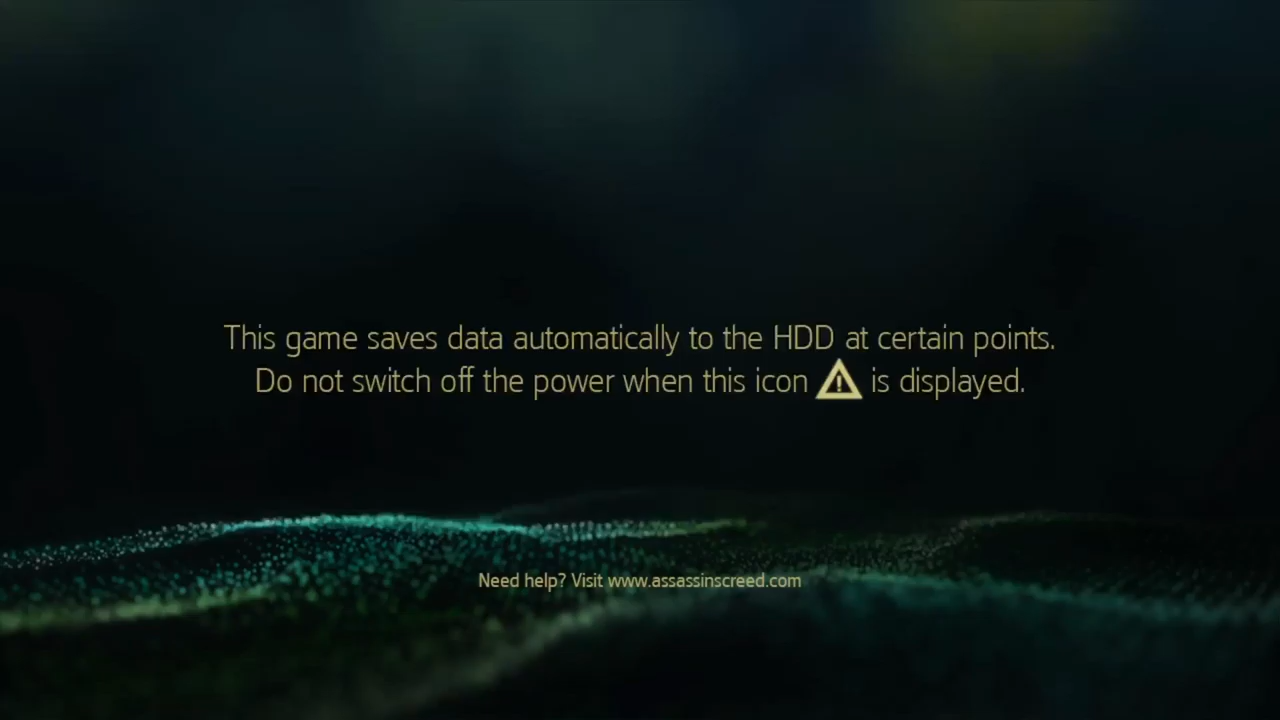 This game saves data automatically to the HDD at certain points.
Do not switch off the power when this icon ⚠ is displayed.
Need help? Visit www.assassinscreed.com